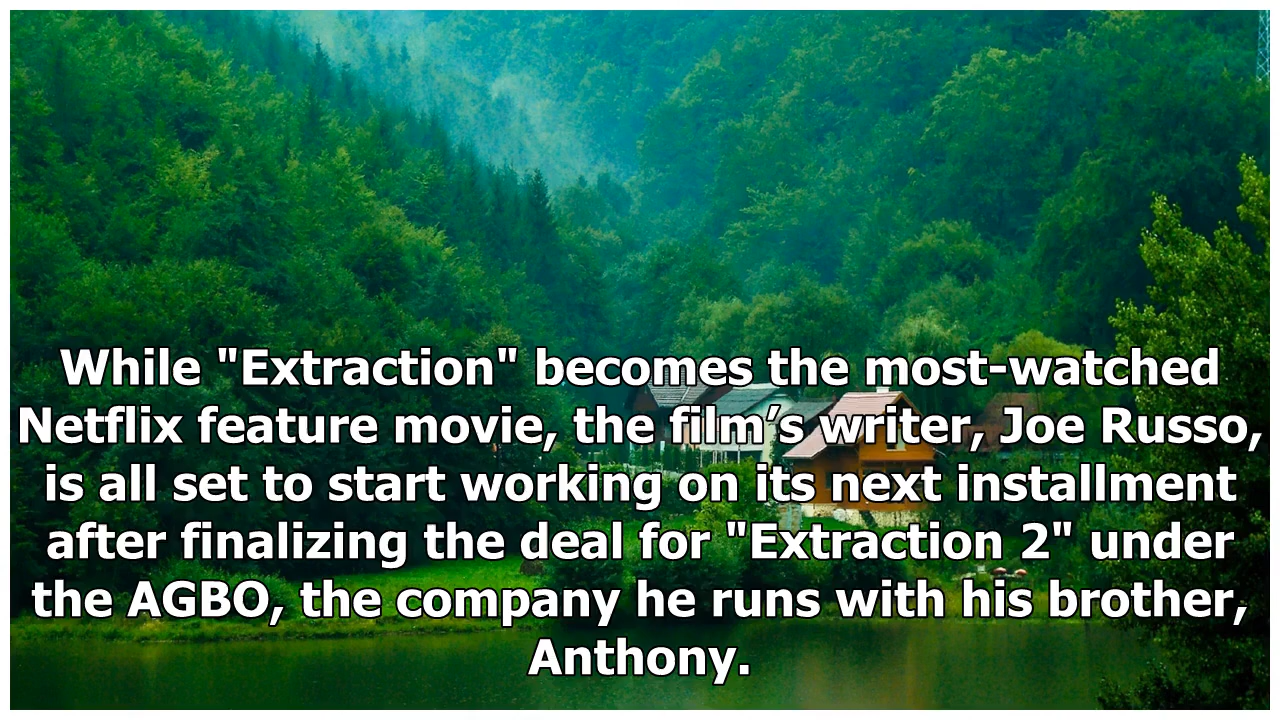 While "Extraction" becomes the most-watched
Netflix feature movie, the film’s writer, Joe Russo,
is all set to start working on its next installment
after finalizing the deal for "Extraction 2" under
the AGBO, the company he runs with his brother,
Anthony.